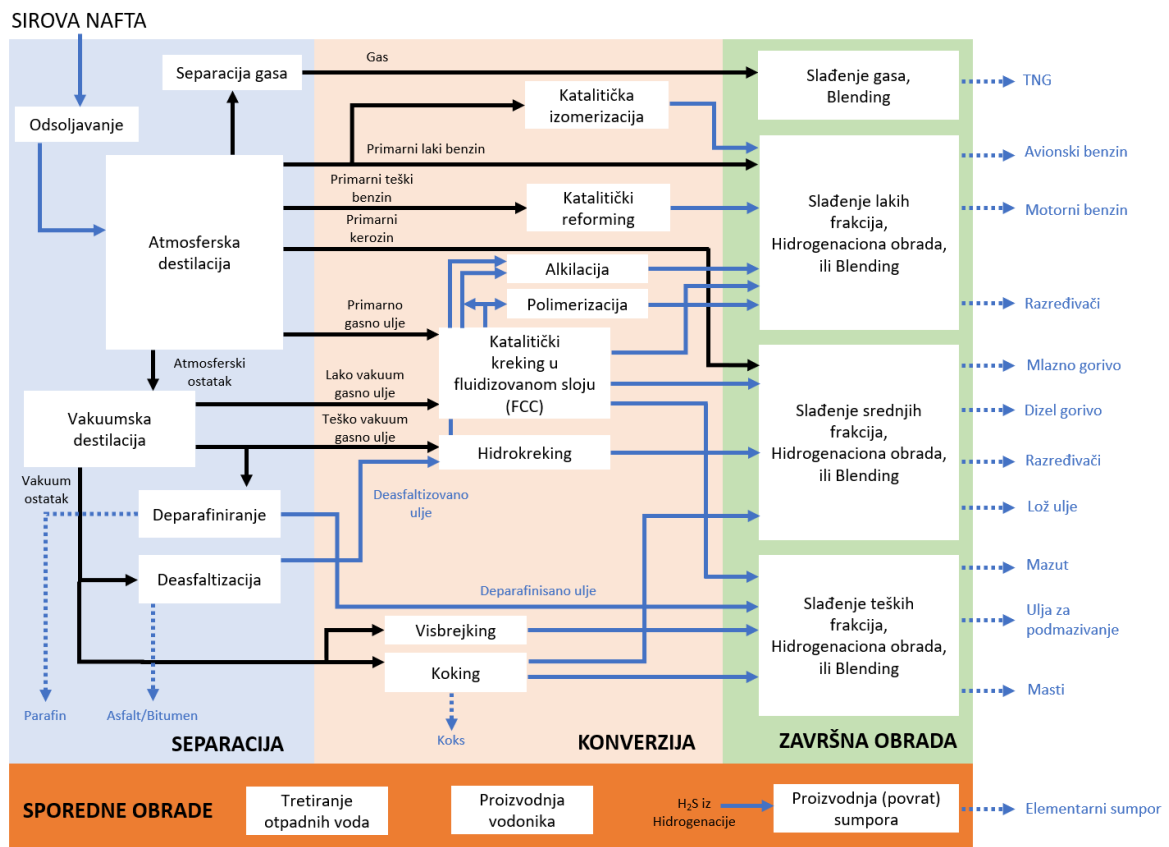 SIROVA NAFTA
Odsoljavanje
Separacija gasa
Gas
Slađenje gasa,
Blending
TNG
Katalitička
izomerizacija
Atmosferska
destilacija
Primarni laki benzin
Primarni teški
benzin
Primarni
kerozin
Katalitički
reforming
Slađenje lakih
frakcija,
Hidrogenaciona obrada,
ili Blending
Avionski benzin
Motorni benzin
Razređivači
Alkilacija
Polimerizacija
Primarno
gasno ulje
Katalitički
kreking u
fluidizovanom sloju
(FCC)
Atmosferski
ostatak
Vakuumska
destilacija
Lako vakuum
gasno ulje
Teško vakuum
gasno ulje
Hidrokreking
Slađenje srednjih
frakcija,
Hidrogenaciona obrada,
ili Blending
Mlazno gorivo
Dizel gorivo
Razređivači
Lož ulje
Vakuum
ostatak
Deparafiniranje
Deasfaltizovano
ulje
Deasfaltizacija
Deparafinisano ulje
Visbrejking
Koking
Slađenje teških
frakcija,
Hidrogenaciona obrada,
ili Blending
Mazut
Ulja za
podmazivanje
Masti
Parafin
Asfalt/Bitumen
Koks
SEPARACIJA
KONVERZIJA
ZAVRŠNA OBRADA
SPOREDNE OBRADE
Tretiranje
otpadnih voda
Proizvodnja
vodonika
H₂S iz
Hidrogenacije
Proizvodnja (povrat)
sumpora
Elementarni sumpor